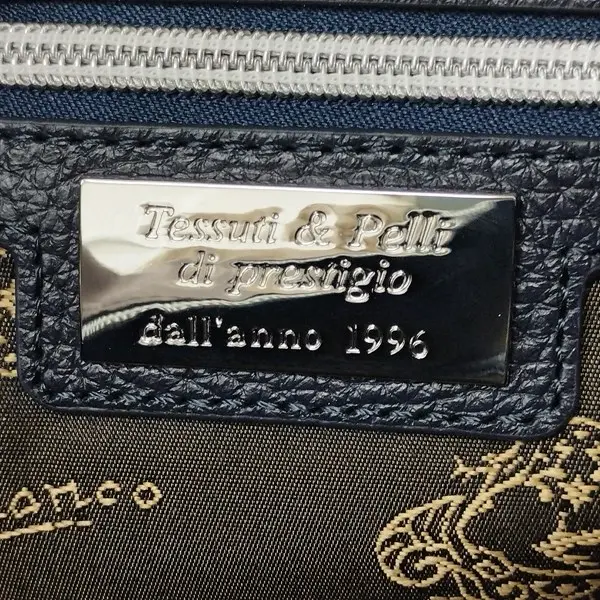 Tessuti & Pelli
di prestigio
dall'anno 1996